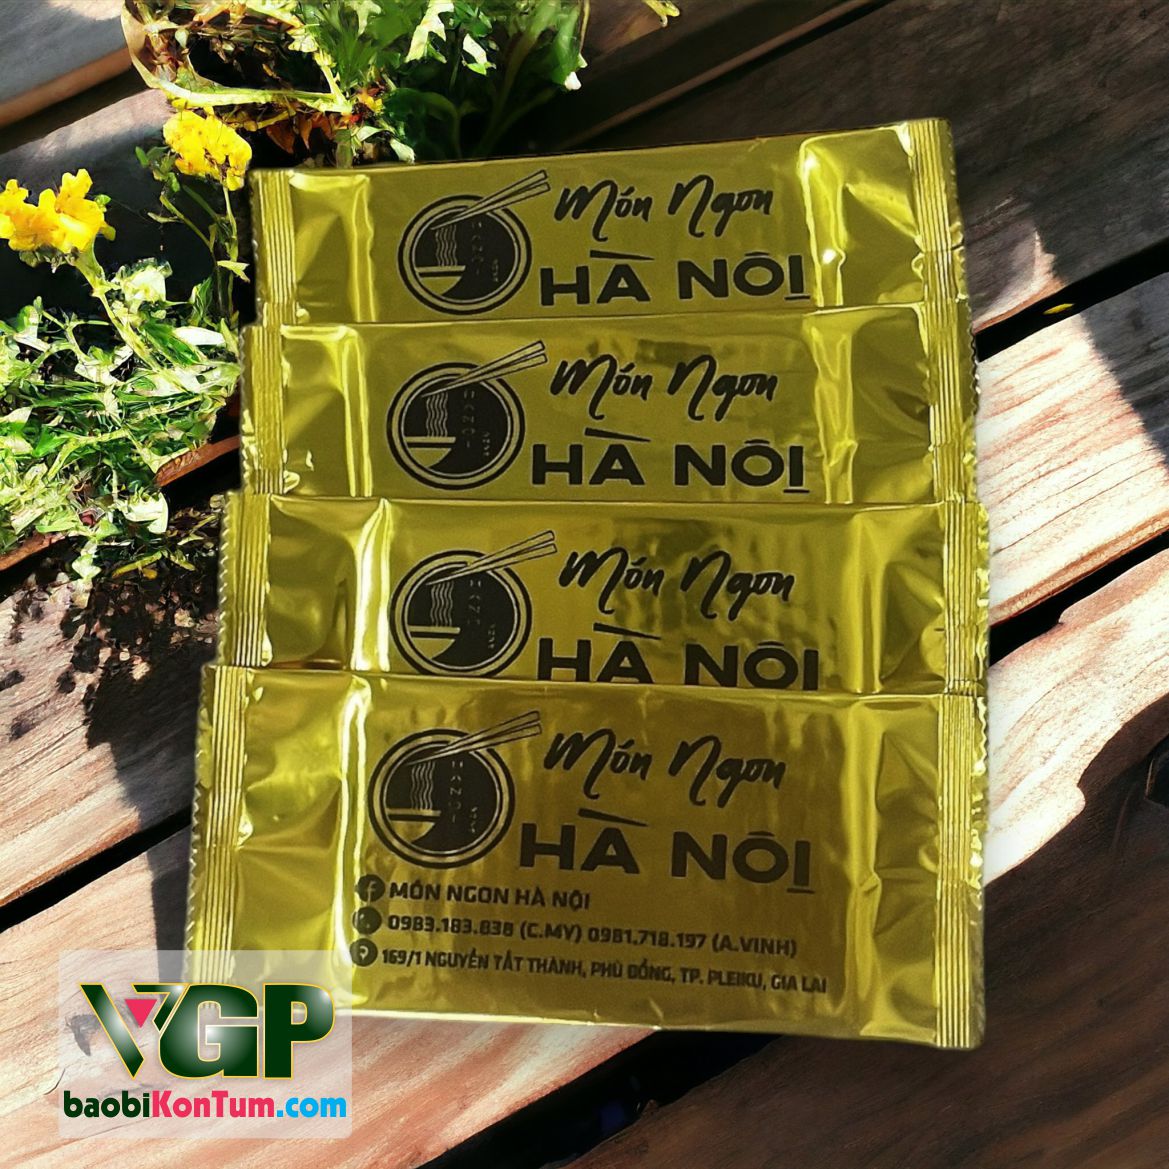 Món Ngon
HÀ NỘI
Món Ngon
HÀ NỘI
Món Ngon
HÀ NỘI
Món Ngon
HÀ NỘI
MÓN NGON HÀ NỘI
0983.183.838 (C.MY) 0981.718.197 (A.VINH)
169/1 NGUYỄN TẤT THÀNH, PHÙ ĐỔNG, TP. PLEIKU, GIA LAI
VGP
baobiKonTum.com